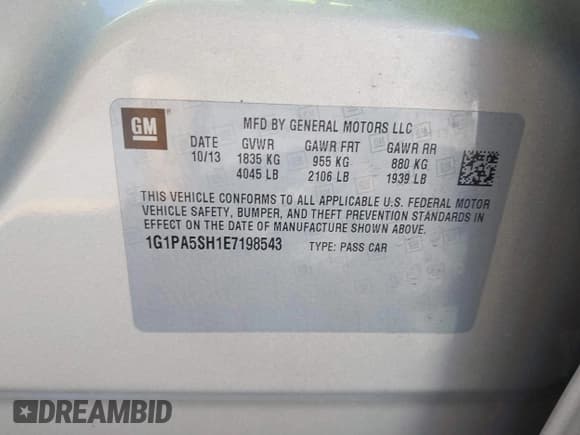 GM
MFD BY GENERAL MOTORS LLC
DATE GVWR GAWR FRT GAWR RR
10/13 1835 KG 955 KG 880 KG
4045 LB 2106 LB 1939 LB
THIS VEHICLE CONFORMS TO ALL APPLICABLE U.S. FEDERAL MOTOR
VEHICLE SAFETY, BUMPER, AND THEFT PREVENTION STANDARDS IN
EFFECT ON THE DATE OF MANUFACTURE SHOWN ABOVE.
1G1PA5SH1E7198543 TYPE: PASS CAR
DREAMBID